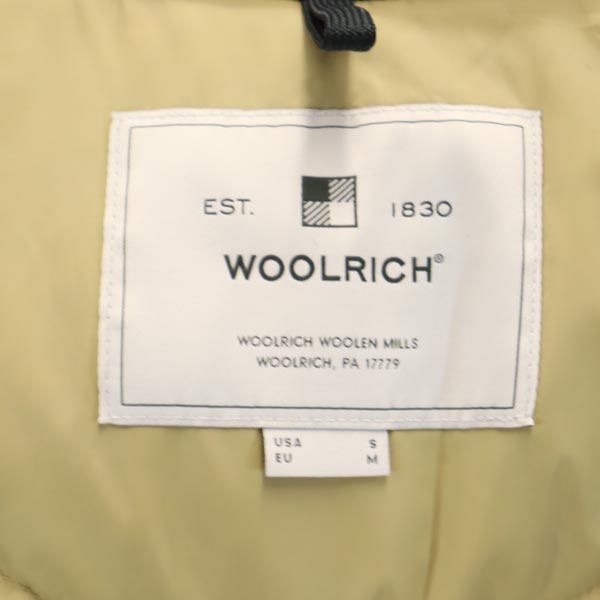 EST. 1830
WOOLRICH®
WOOLRICH WOOLEN MILLS
WOOLRICH, PA 17779
USA S
EU M